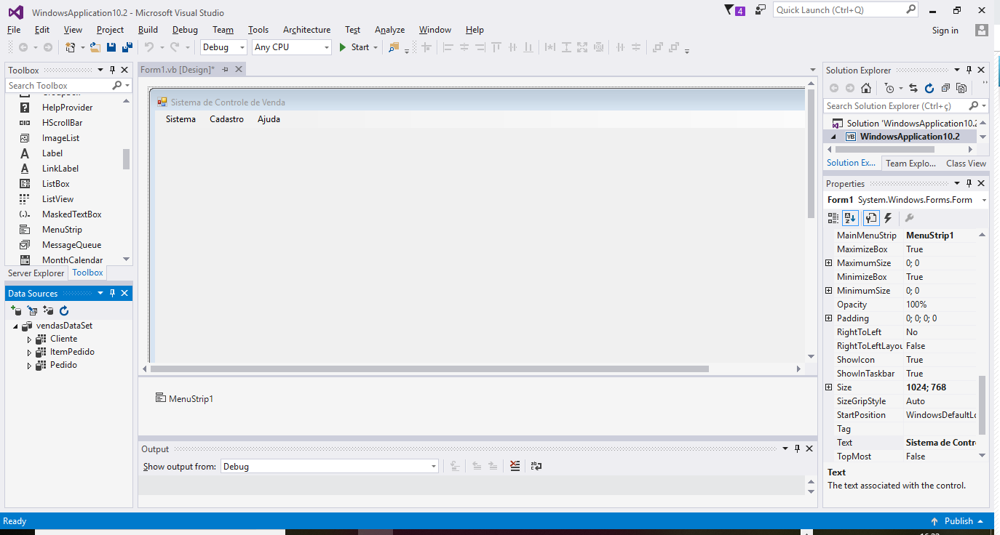 WindowsApplication10.2 - Microsoft Visual Studio
4
Quick Launch (Ctrl+Q)
File Edit View Project Build Debug Team Tools Architecture Test Analyze Window Help
Sign in
Debug Any CPU Start
Toolbox
Search Toolbox
GroupBox
HelpProvider
HScrollBar
ImageList
Label
LinkLabel
ListBox
ListView
MaskedTextBox
MenuStrip
MessageQueue
MonthCalendar
Server Explorer Toolbox
Data Sources
vendasDataSet
Cliente
ItemPedido
Pedido
Form1.vb [Design]*
Sistema de Controle de Venda
Sistema Cadastro Ajuda
MenuStrip1
Output
Show output from: Debug
Solution Explorer
Search Solution Explorer (Ctrl+ç)
Solution 'WindowsApplication10.2
VB WindowsApplication10.2
Solution Ex... Team Explo... Class View
Properties
Form1 System.Windows.Forms.Form
MainMenuStrip MenuStrip1
MaximizeBox True
MaximumSize 0; 0
MinimizeBox True
MinimumSize 0; 0
Opacity 100%
Padding 0; 0; 0; 0
RightToLeft No
RightToLeftLayou False
ShowIcon True
ShowInTaskbar True
Size 1024; 768
SizeGripStyle Auto
StartPosition WindowsDefaultLo
Tag
Text Sistema de Contr
TopMost False
Text
The text associated with the control.
Ready
Publish